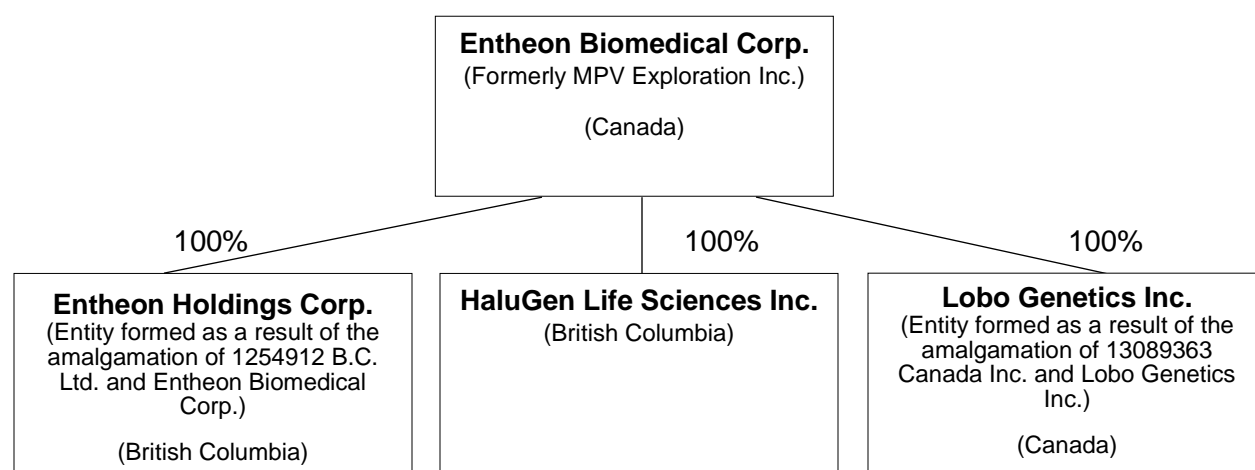 Entheon Biomedical Corp.
(Formerly MPV Exploration Inc.)
(Canada)
100%
100%
100%
Entheon Holdings Corp.
(Entity formed as a result of the
amalgamation of 1254912 B.C.
Ltd. and Entheon Biomedical
Corp.)
(British Columbia)
HaluGen Life Sciences Inc.
(British Columbia)
Lobo Genetics Inc.
(Entity formed as a result of the
amalgamation of 13089363
Canada Inc. and Lobo Genetics
Inc.)
(Canada)